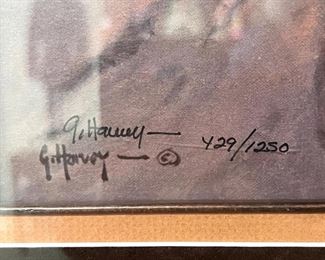 G. Harvey — 429/1250
G. Harvey — ©